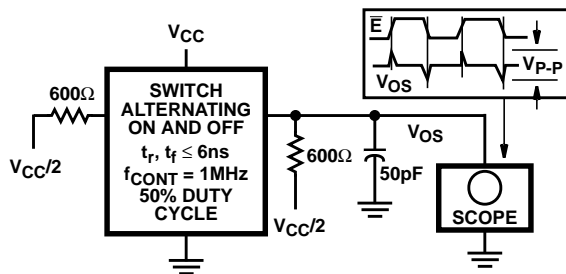 V_CC
SWITCH
ALTERNATING
ON AND OFF
t_r, t_f ≤ 6ns
f_CONT = 1MHz
50% DUTY
CYCLE
600Ω
V_CC/2
600Ω
V_CC/2
50pF
V_OS
E̅
V_OS
V_P-P
SCOPE